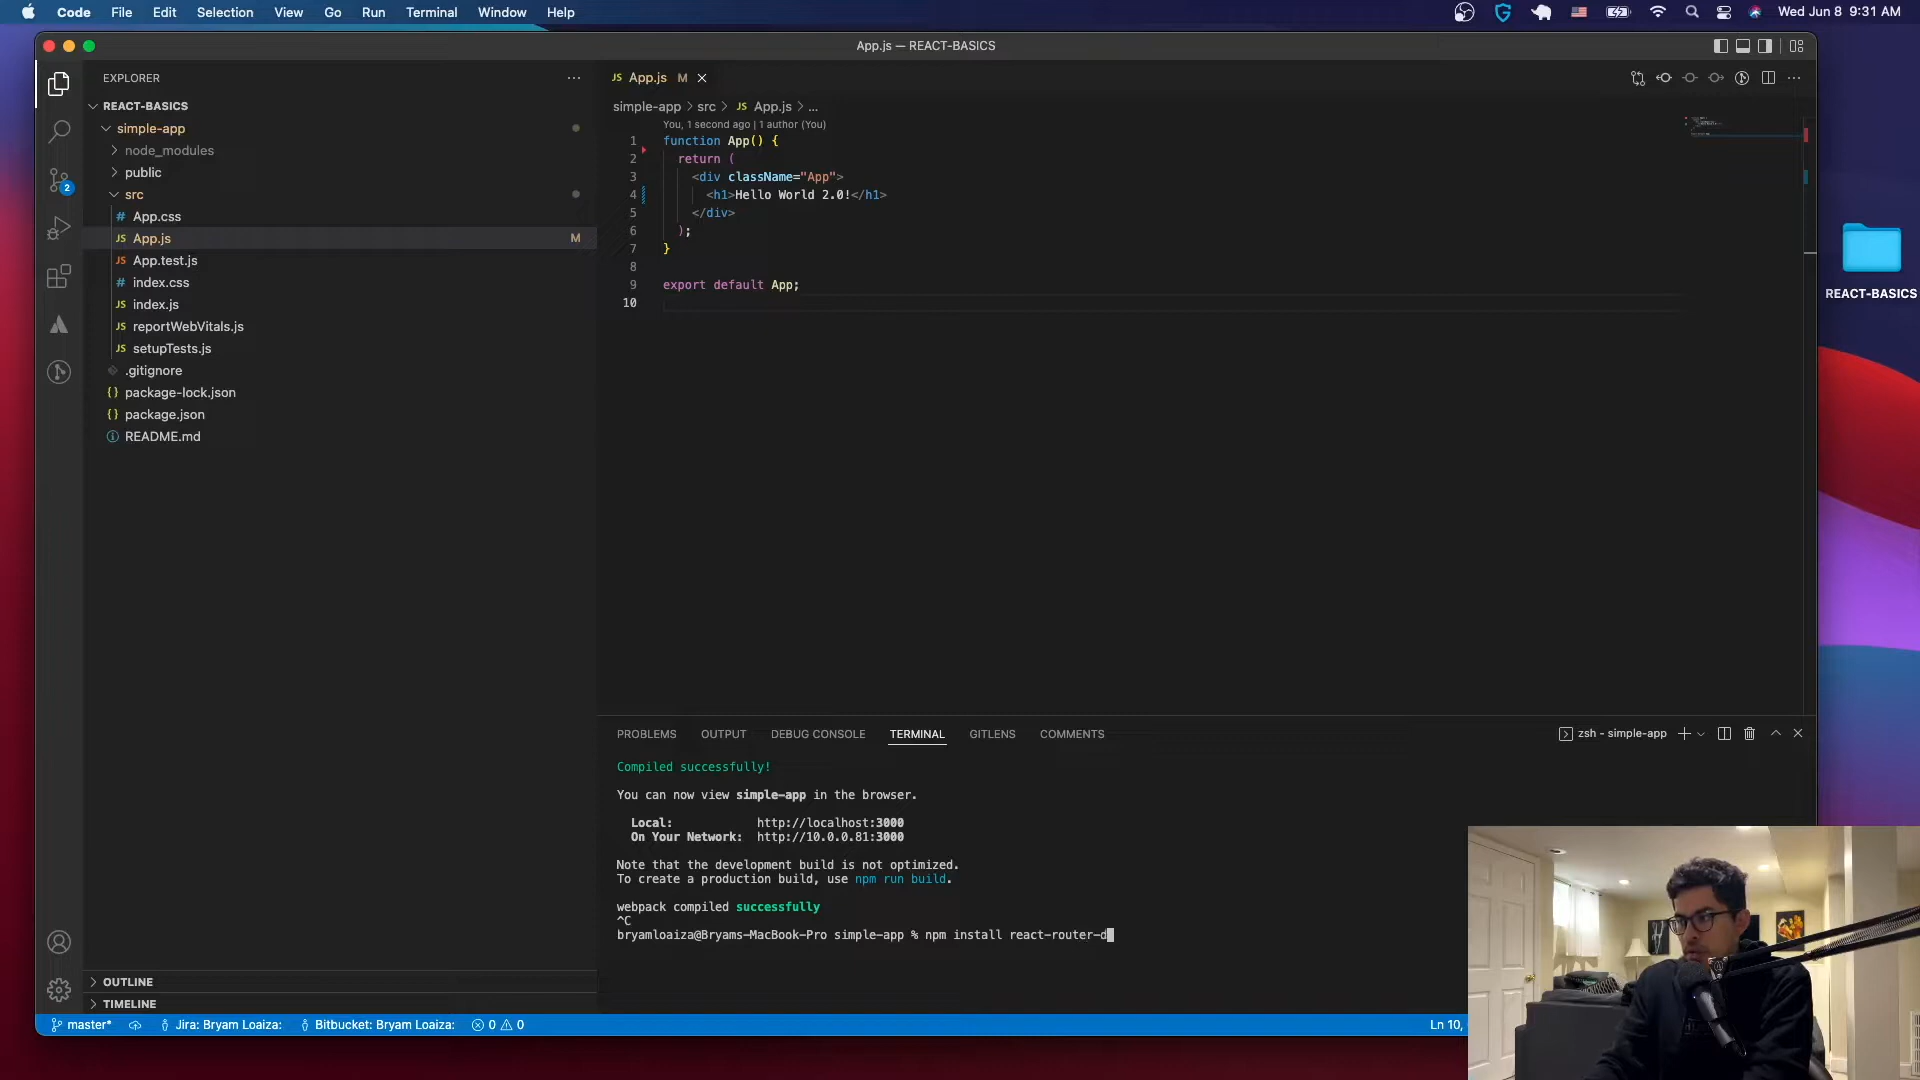 Code File Edit Selection View Go Run Terminal Window Help Wed Jun 8 9:31 AM
App.js — REACT-BASICS
EXPLORER
REACT-BASICS
simple-app
node_modules
public
src
App.css
App.js M
App.test.js
index.css
index.js
reportWebVitals.js
setupTests.js
.gitignore
package-lock.json
package.json
README.md
OUTLINE
TIMELINE
2
JS App.js M
simple-app > src > JS App.js > ...
You, 1 second ago | 1 author (You)
1 function App() {
2 return (
3 <div className="App">
4 <h1>Hello World 2.0!</h1>
5 </div>
6 );
7 }
8
9 export default App;
10
REACT-BASICS
PROBLEMS OUTPUT DEBUG CONSOLE TERMINAL GITLENS COMMENTS
zsh - simple-app
Compiled successfully!
You can now view simple-app in the browser.
Local: http://localhost:3000
On Your Network: http://10.0.0.81:3000
Note that the development build is not optimized.
To create a production build, use npm run build.
webpack compiled successfully
^C
bryamloaiza@Bryams-MacBook-Pro simple-app % npm install react-router-d
master* Jira: Bryam Loaiza: Bitbucket: Bryam Loaiza: 0 0 Ln 10,